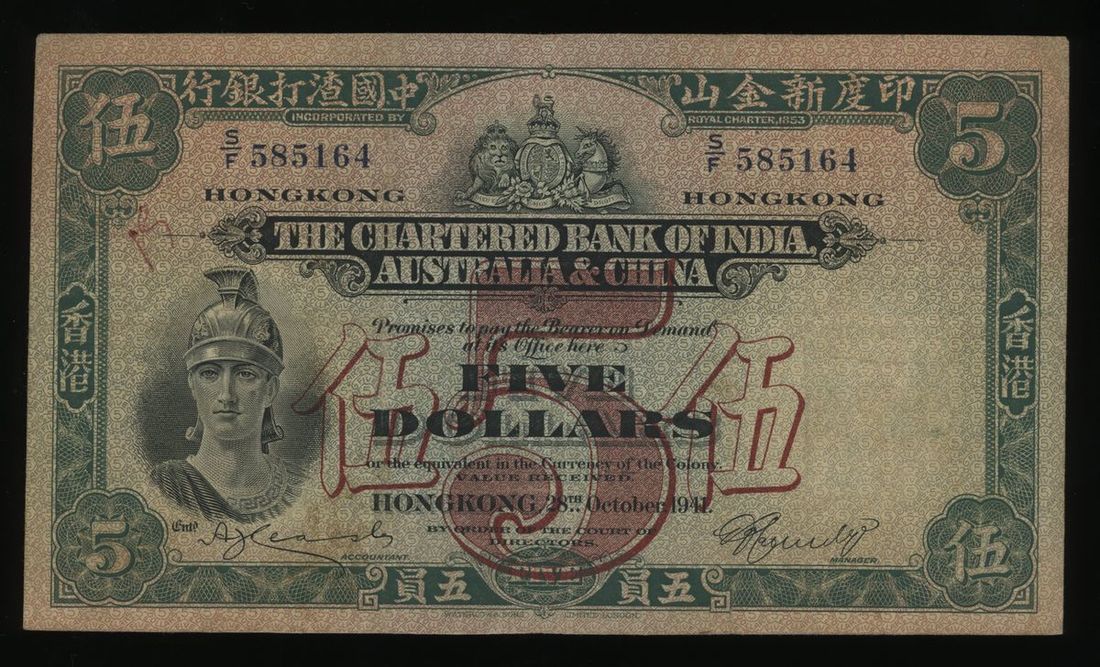 行銀打渣國中
山金新度印
伍
5
INCORPORATED BY
ROYAL CHARTER, 1853
S/F 585164
S/F 585164
HONGKONG
HONGKONG
THE CHARTERED BANK OF INDIA,
AUSTRALIA & CHINA
香港
香港
Promises to pay the Bearer on Demand
at its Office here
5
伍
伍
FIVE
DOLLARS
or the equivalent in the Currency of the Colony.
VALUE RECEIVED.
HONGKONG, 28TH October 1941.
BY ORDER OF THE COURT OF
DIRECTORS.
Entd.
ACCOUNTANT.
MANAGER.
5
伍
員五
員五